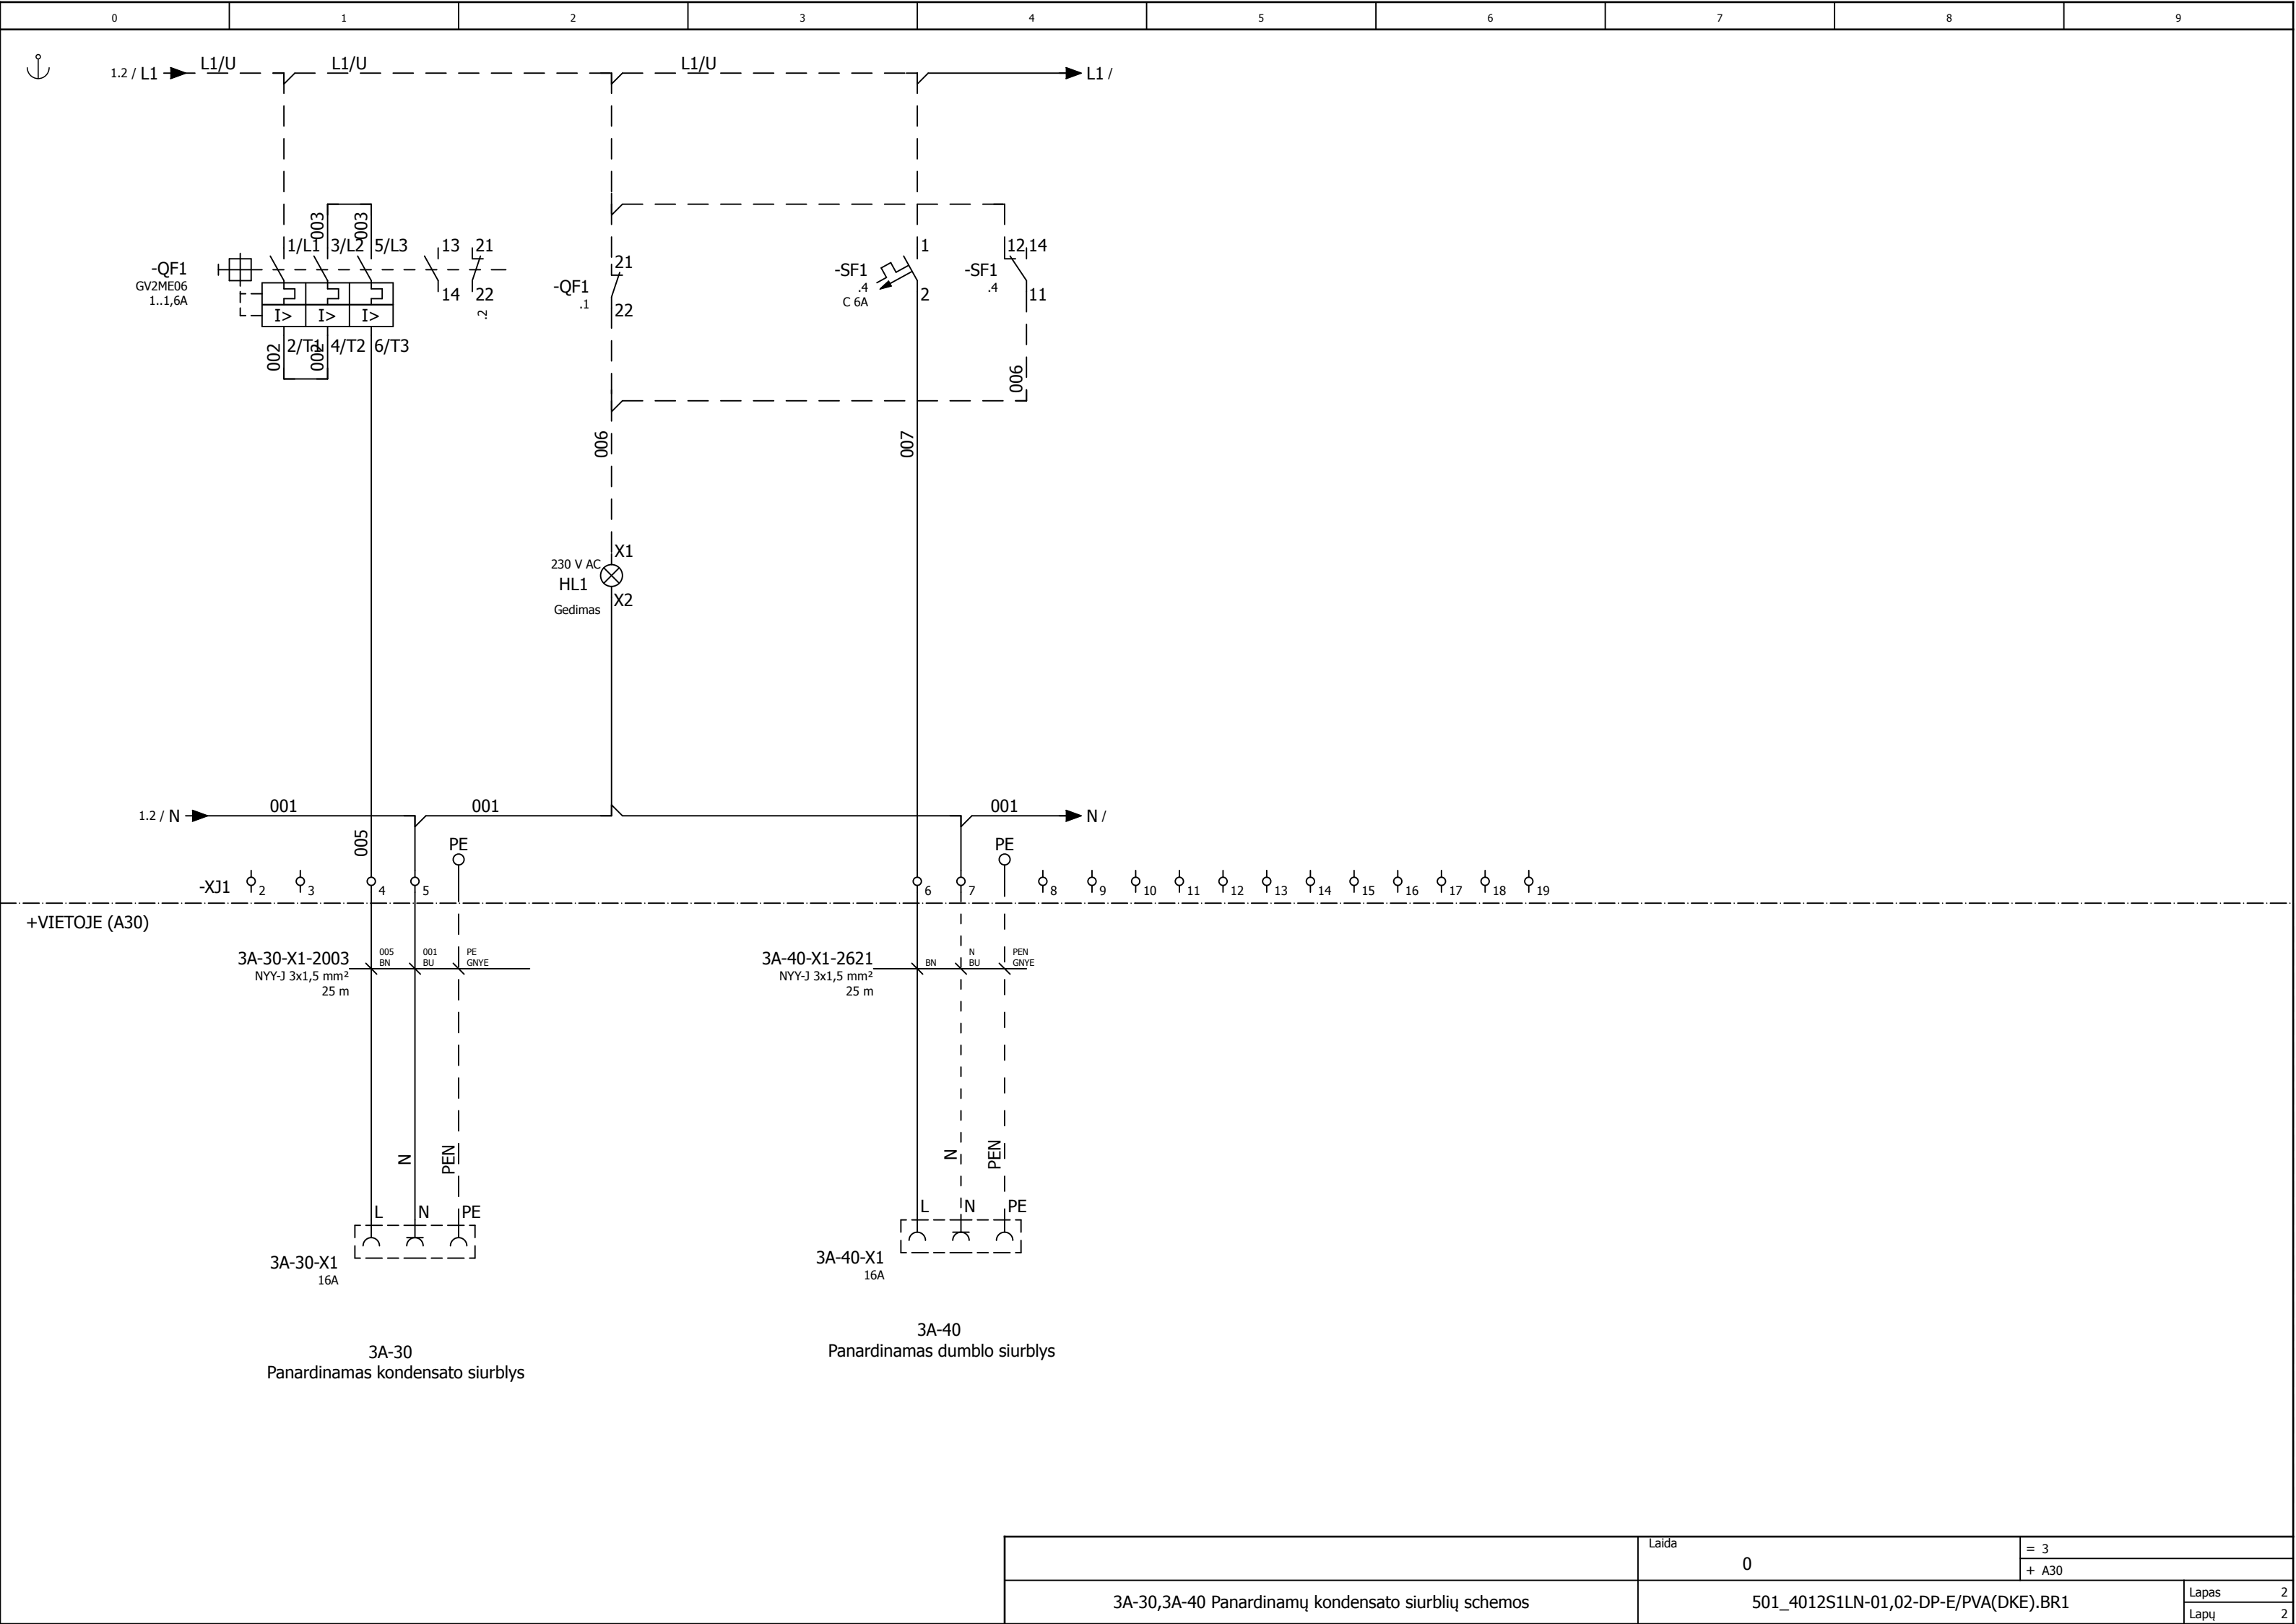 0 1 2 3 4 5 6 7 8 9
1.2 / L1 L1/U L1/U L1/U L1 /
003 003
1/L1 3/L2 5/L3 13 21
-QF1
GV2ME06
1..1,6A
14 22
.2
I> I> I>
2/T1 4/T2 6/T3
002 002
21
-QF1
.1
22
1
-SF1
.4
C 6A
2
12 14
-SF1
.4
11
006
006
007
X1
230 V AC
HL1
X2
Gedimas
1.2 / N 001 001 001 N /
005
PE PE
-XJ1 2 3 4 5 6 7 8 9 10 11 12 13 14 15 16 17 18 19
+VIETOJE (A30)
3A-30-X1-2003
NYY-J 3x1,5 mm²
25 m
005 001 PE
BN BU GNYE
3A-40-X1-2621
NYY-J 3x1,5 mm²
25 m
N PEN
BN BU GNYE
N PEN N PEN
L N PE
3A-30-X1
16A
L N PE
3A-40-X1
16A
3A-30
Panardinamas kondensato siurblys
3A-40
Panardinamas dumblo siurblys
Laida
0
= 3
+ A30
3A-30,3A-40 Panardinamų kondensato siurblių schemos
501_4012S1LN-01,02-DP-E/PVA(DKE).BR1
Lapas 2
Lapų 2